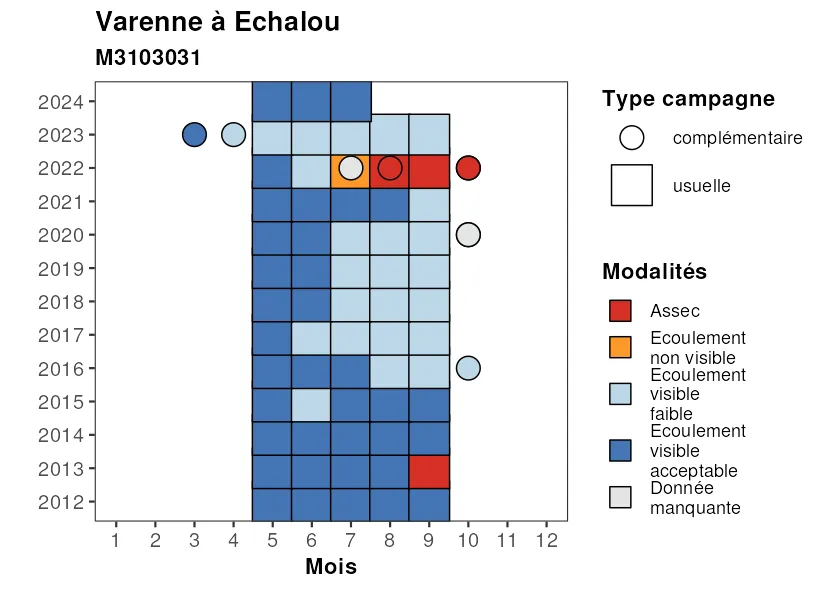 Varenne à Echalou
M3103031
2024
2023
2022
2021
2020
2019
2018
2017
2016
2015
2014
2013
2012
1 2 3 4 5 6 7 8 9 10 11 12
Mois
Type campagne
complémentaire
usuelle
Modalités
Assec
Ecoulement
non visible
Ecoulement
visible
faible
Ecoulement
visible
acceptable
Donnée
manquante